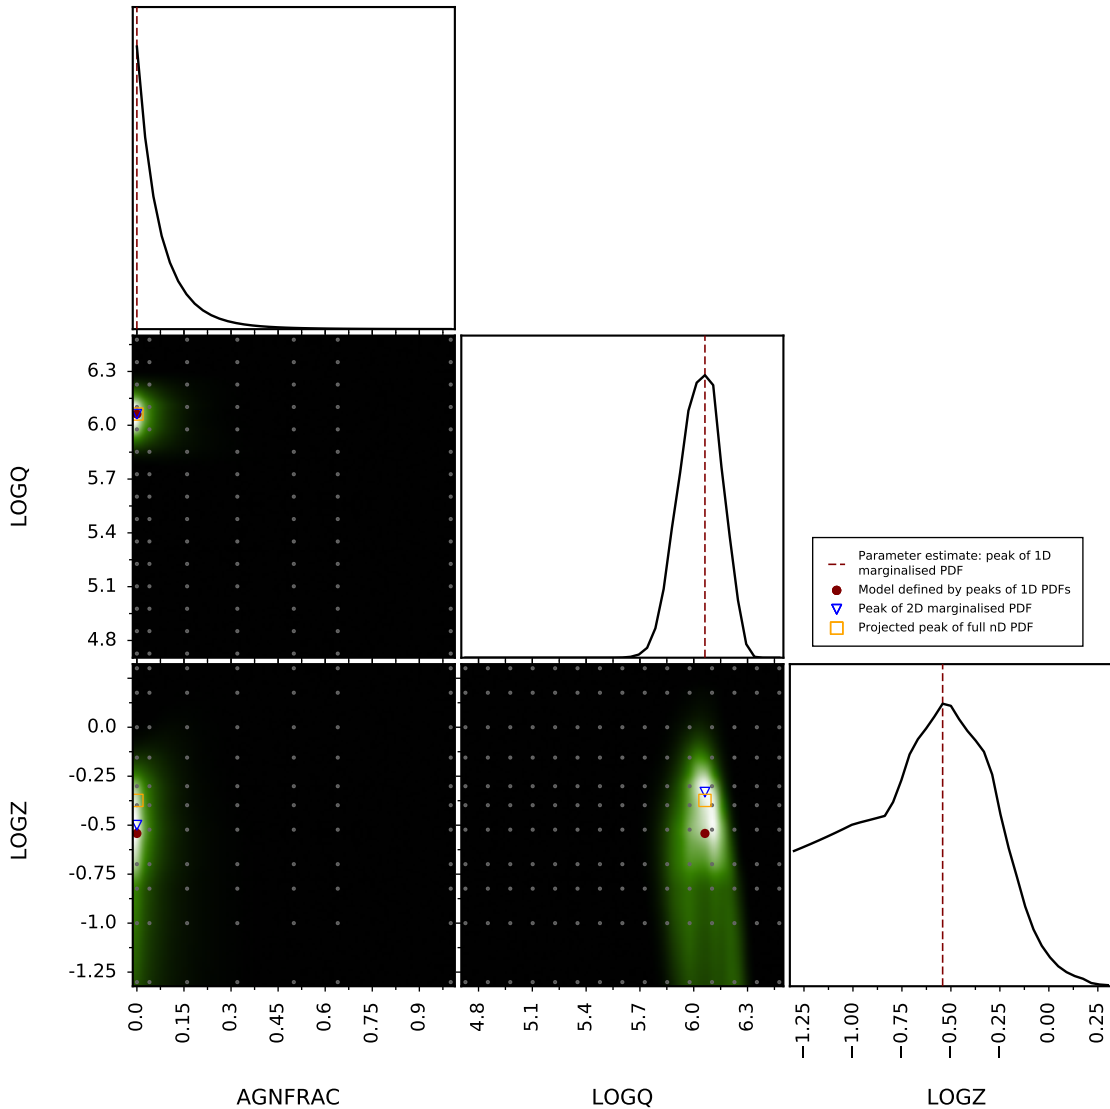 6.3
6.0
5.7
5.4
5.1
4.8
LOGQ
Parameter estimate: peak of 1D
marginalised PDF
Model defined by peaks of 1D PDFs
Peak of 2D marginalised PDF
Projected peak of full nD PDF
0.0
-0.25
-0.5
-0.75
-1.0
-1.25
LOGZ
0.0 0.15 0.3 0.45 0.6 0.75 0.9
4.8 5.1 5.4 5.7 6.0 6.3
−1.25 −1.00 −0.75 −0.50 −0.25 0.00 0.25
AGNFRAC LOGQ LOGZ